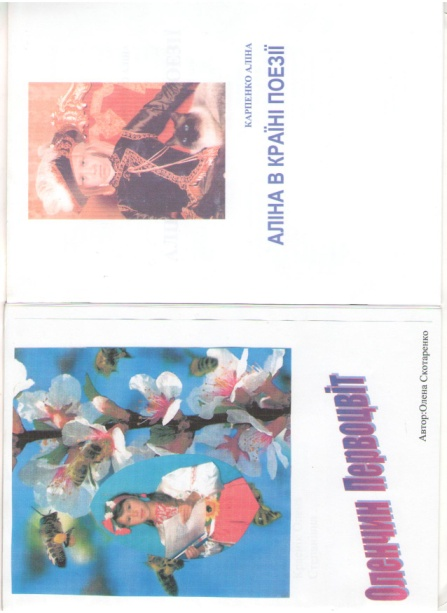 КАРПЕНКО АЛІНА
АЛІНА В КРАЇНІ ПОЕЗІЇ
Оленчин Первоцвіт
Автор:Олена Скотаренко